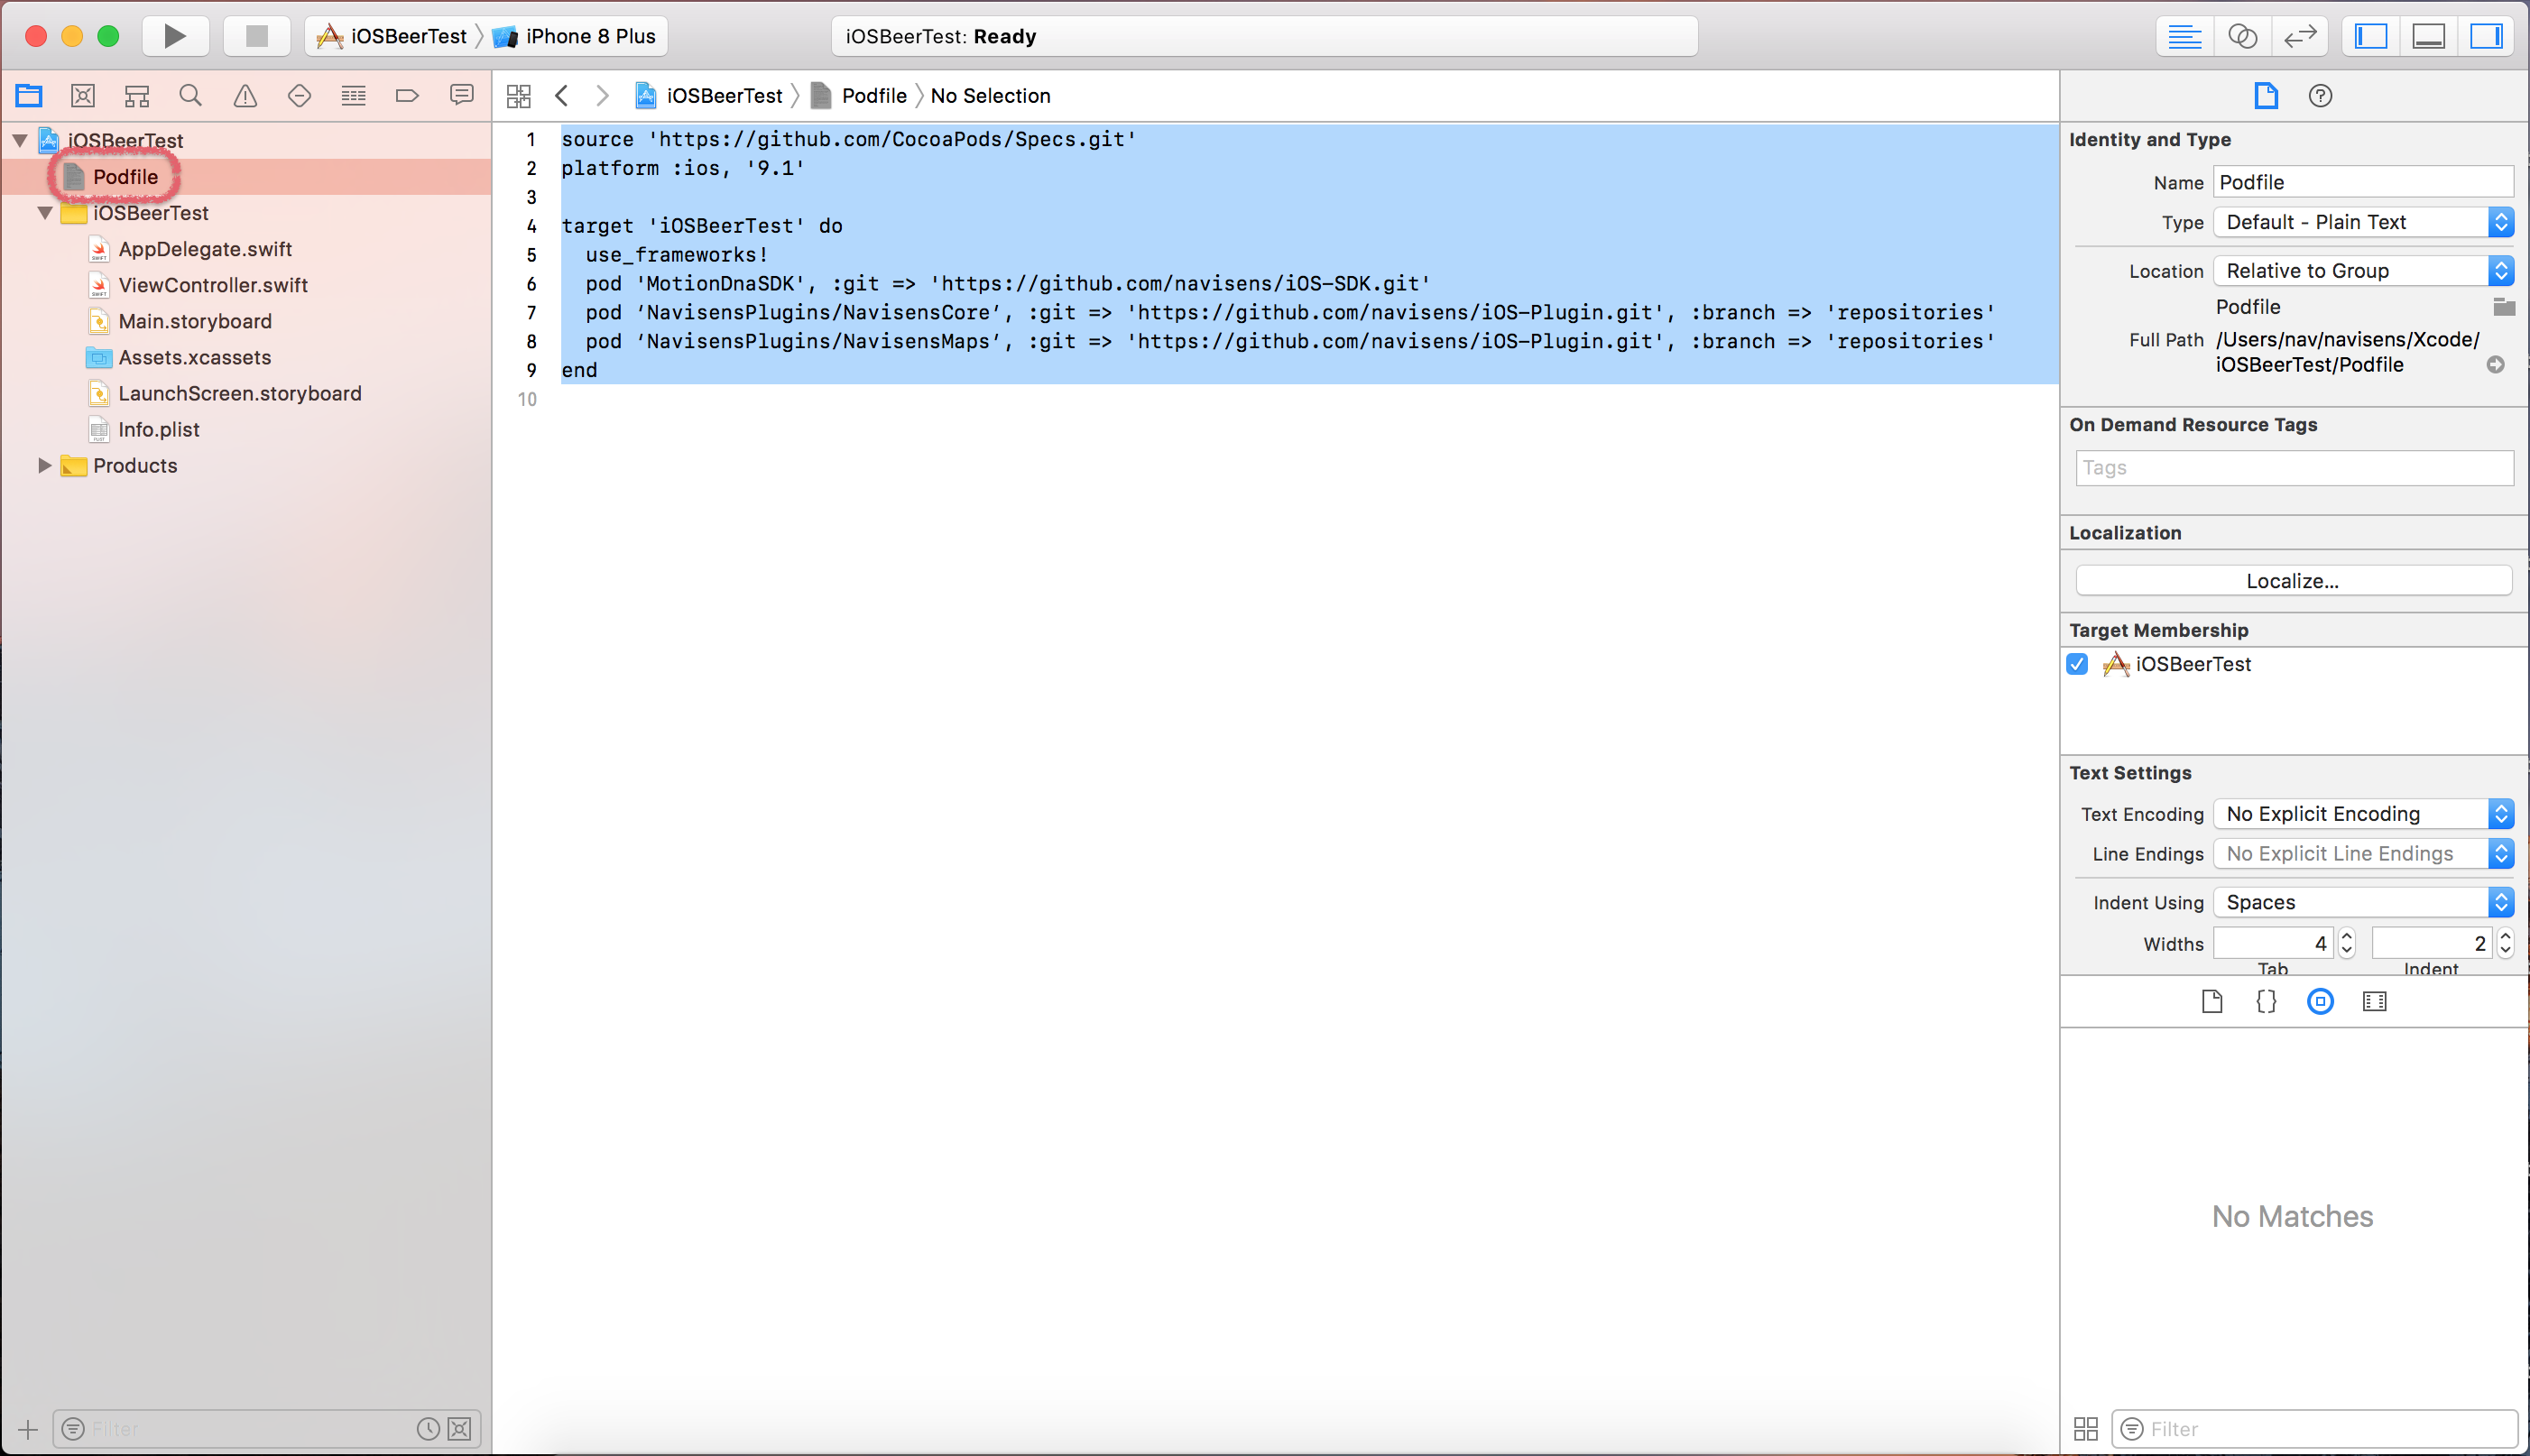 iOSBeerTest iPhone 8 Plus
iOSBeerTest: Ready
iOSBeerTest
Podfile
iOSBeerTest
AppDelegate.swift
ViewController.swift
Main.storyboard
Assets.xcassets
LaunchScreen.storyboard
Info.plist
Products
Filter
iOSBeerTest Podfile No Selection
1 source 'https://github.com/CocoaPods/Specs.git'
2 platform :ios, '9.1'
3
4 target 'iOSBeerTest' do
5 use_frameworks!
6 pod 'MotionDnaSDK', :git => 'https://github.com/navisens/iOS-SDK.git'
7 pod ‘NavisensPlugins/NavisensCore‘, :git => 'https://github.com/navisens/iOS-Plugin.git', :branch => 'repositories'
8 pod ‘NavisensPlugins/NavisensMaps‘, :git => 'https://github.com/navisens/iOS-Plugin.git', :branch => 'repositories'
9 end
10
Identity and Type
Name Podfile
Type Default - Plain Text
Location Relative to Group
Podfile
Full Path /Users/nav/navisens/Xcode/
iOSBeerTest/Podfile
On Demand Resource Tags
Tags
Localization
Localize...
Target Membership
iOSBeerTest
Text Settings
Text Encoding No Explicit Encoding
Line Endings No Explicit Line Endings
Indent Using Spaces
Widths 4 2
Tab Indent
No Matches
Filter